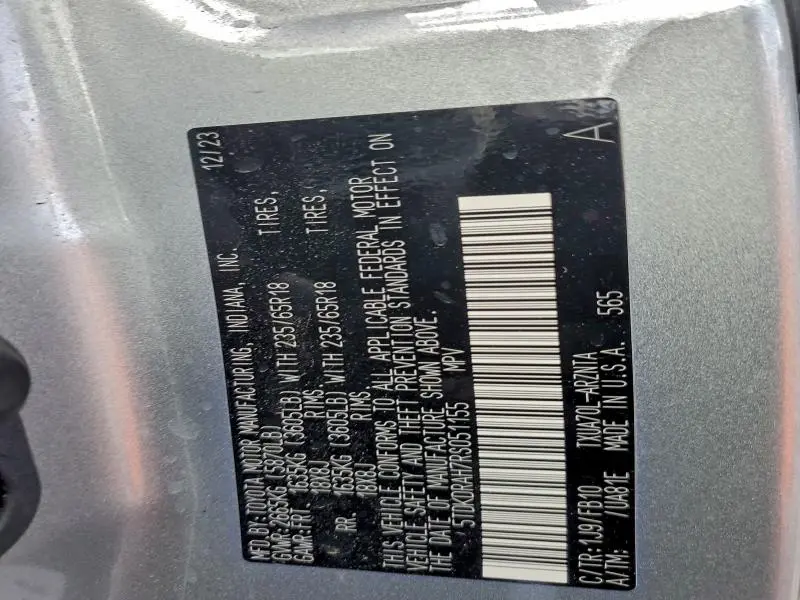 MFD.BY:TOYOTA MOTOR MANUFACTURING, INDIANA, INC. 12/23
GVWR:2665KG (5870LB)
GAWR:FRT. 1635KG (3605LB) WITH 235/65R18 TIRES,
18X8J RIMS
RR. 1635KG (3605LB) WITH 235/65R18 TIRES,
18X8J RIMS
THIS VEHICLE CONFORMS TO ALL APPLICABLE FEDERAL MOTOR
VEHICLE SAFETY AND THEFT PREVENTION STANDARDS IN EFFECT ON
THE DATE OF MANUFACTURE SHOWN ABOVE.
5TDKDRAH7RS051155 MPV
A
C/TR:1J9/FB10 TXUA70L-ARZNTA
A/TM: /UA81E MADE IN U.S.A. 565